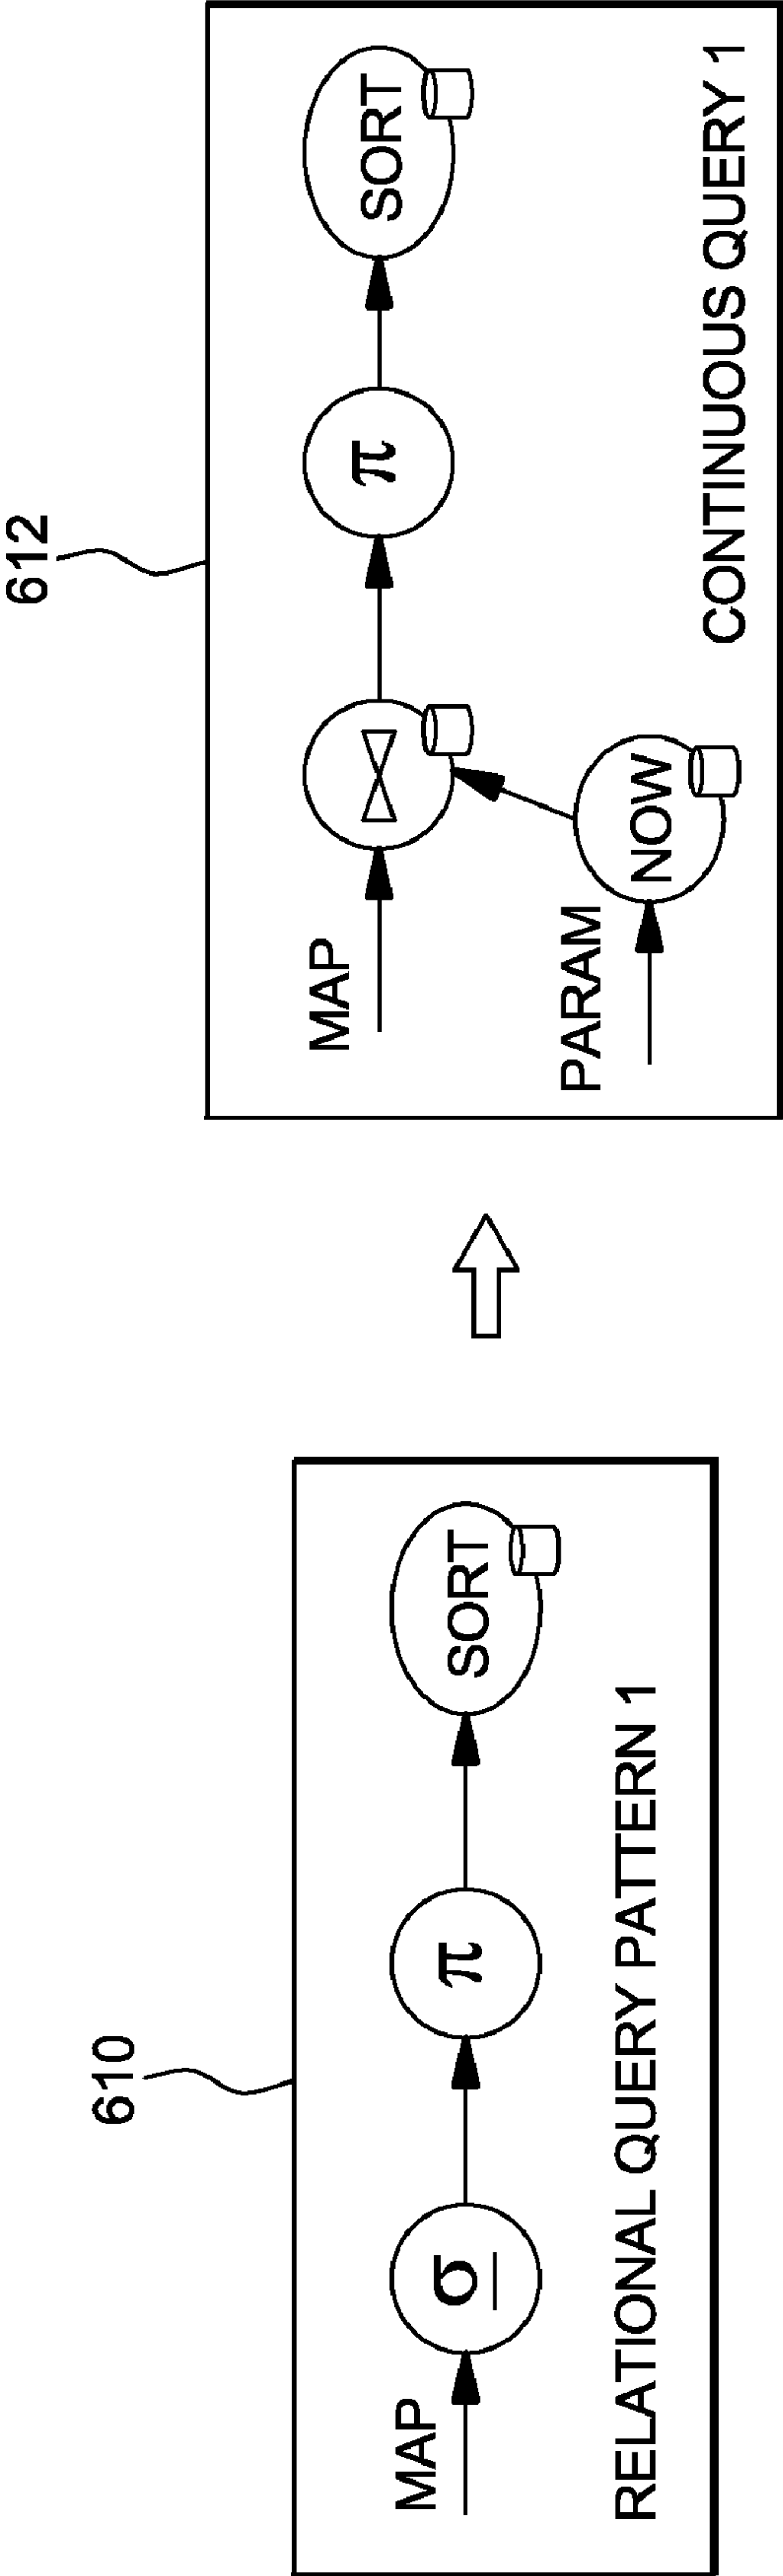 610
MAP
σ
π
SORT
RELATIONAL QUERY PATTERN 1
612
MAP
⋈
π
SORT
PARAM
NOW
CONTINUOUS QUERY 1